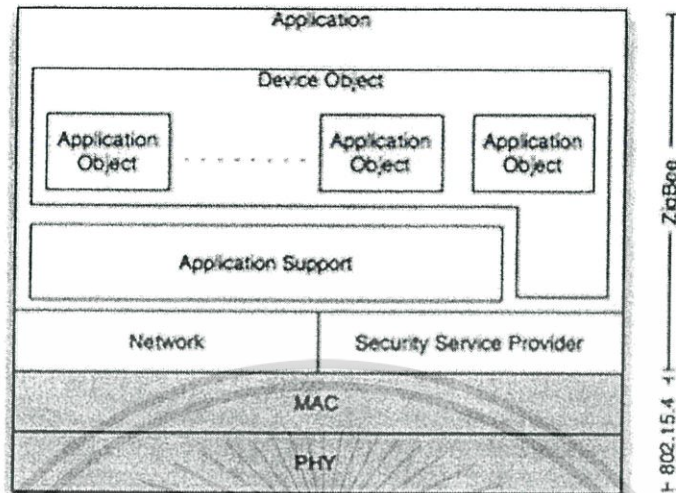 Application
Device Object
Application
Object
Application
Object
Application
Object
Application Support
Network
Security Service Provider
MAC
PHY
ZigBee
802.15.4